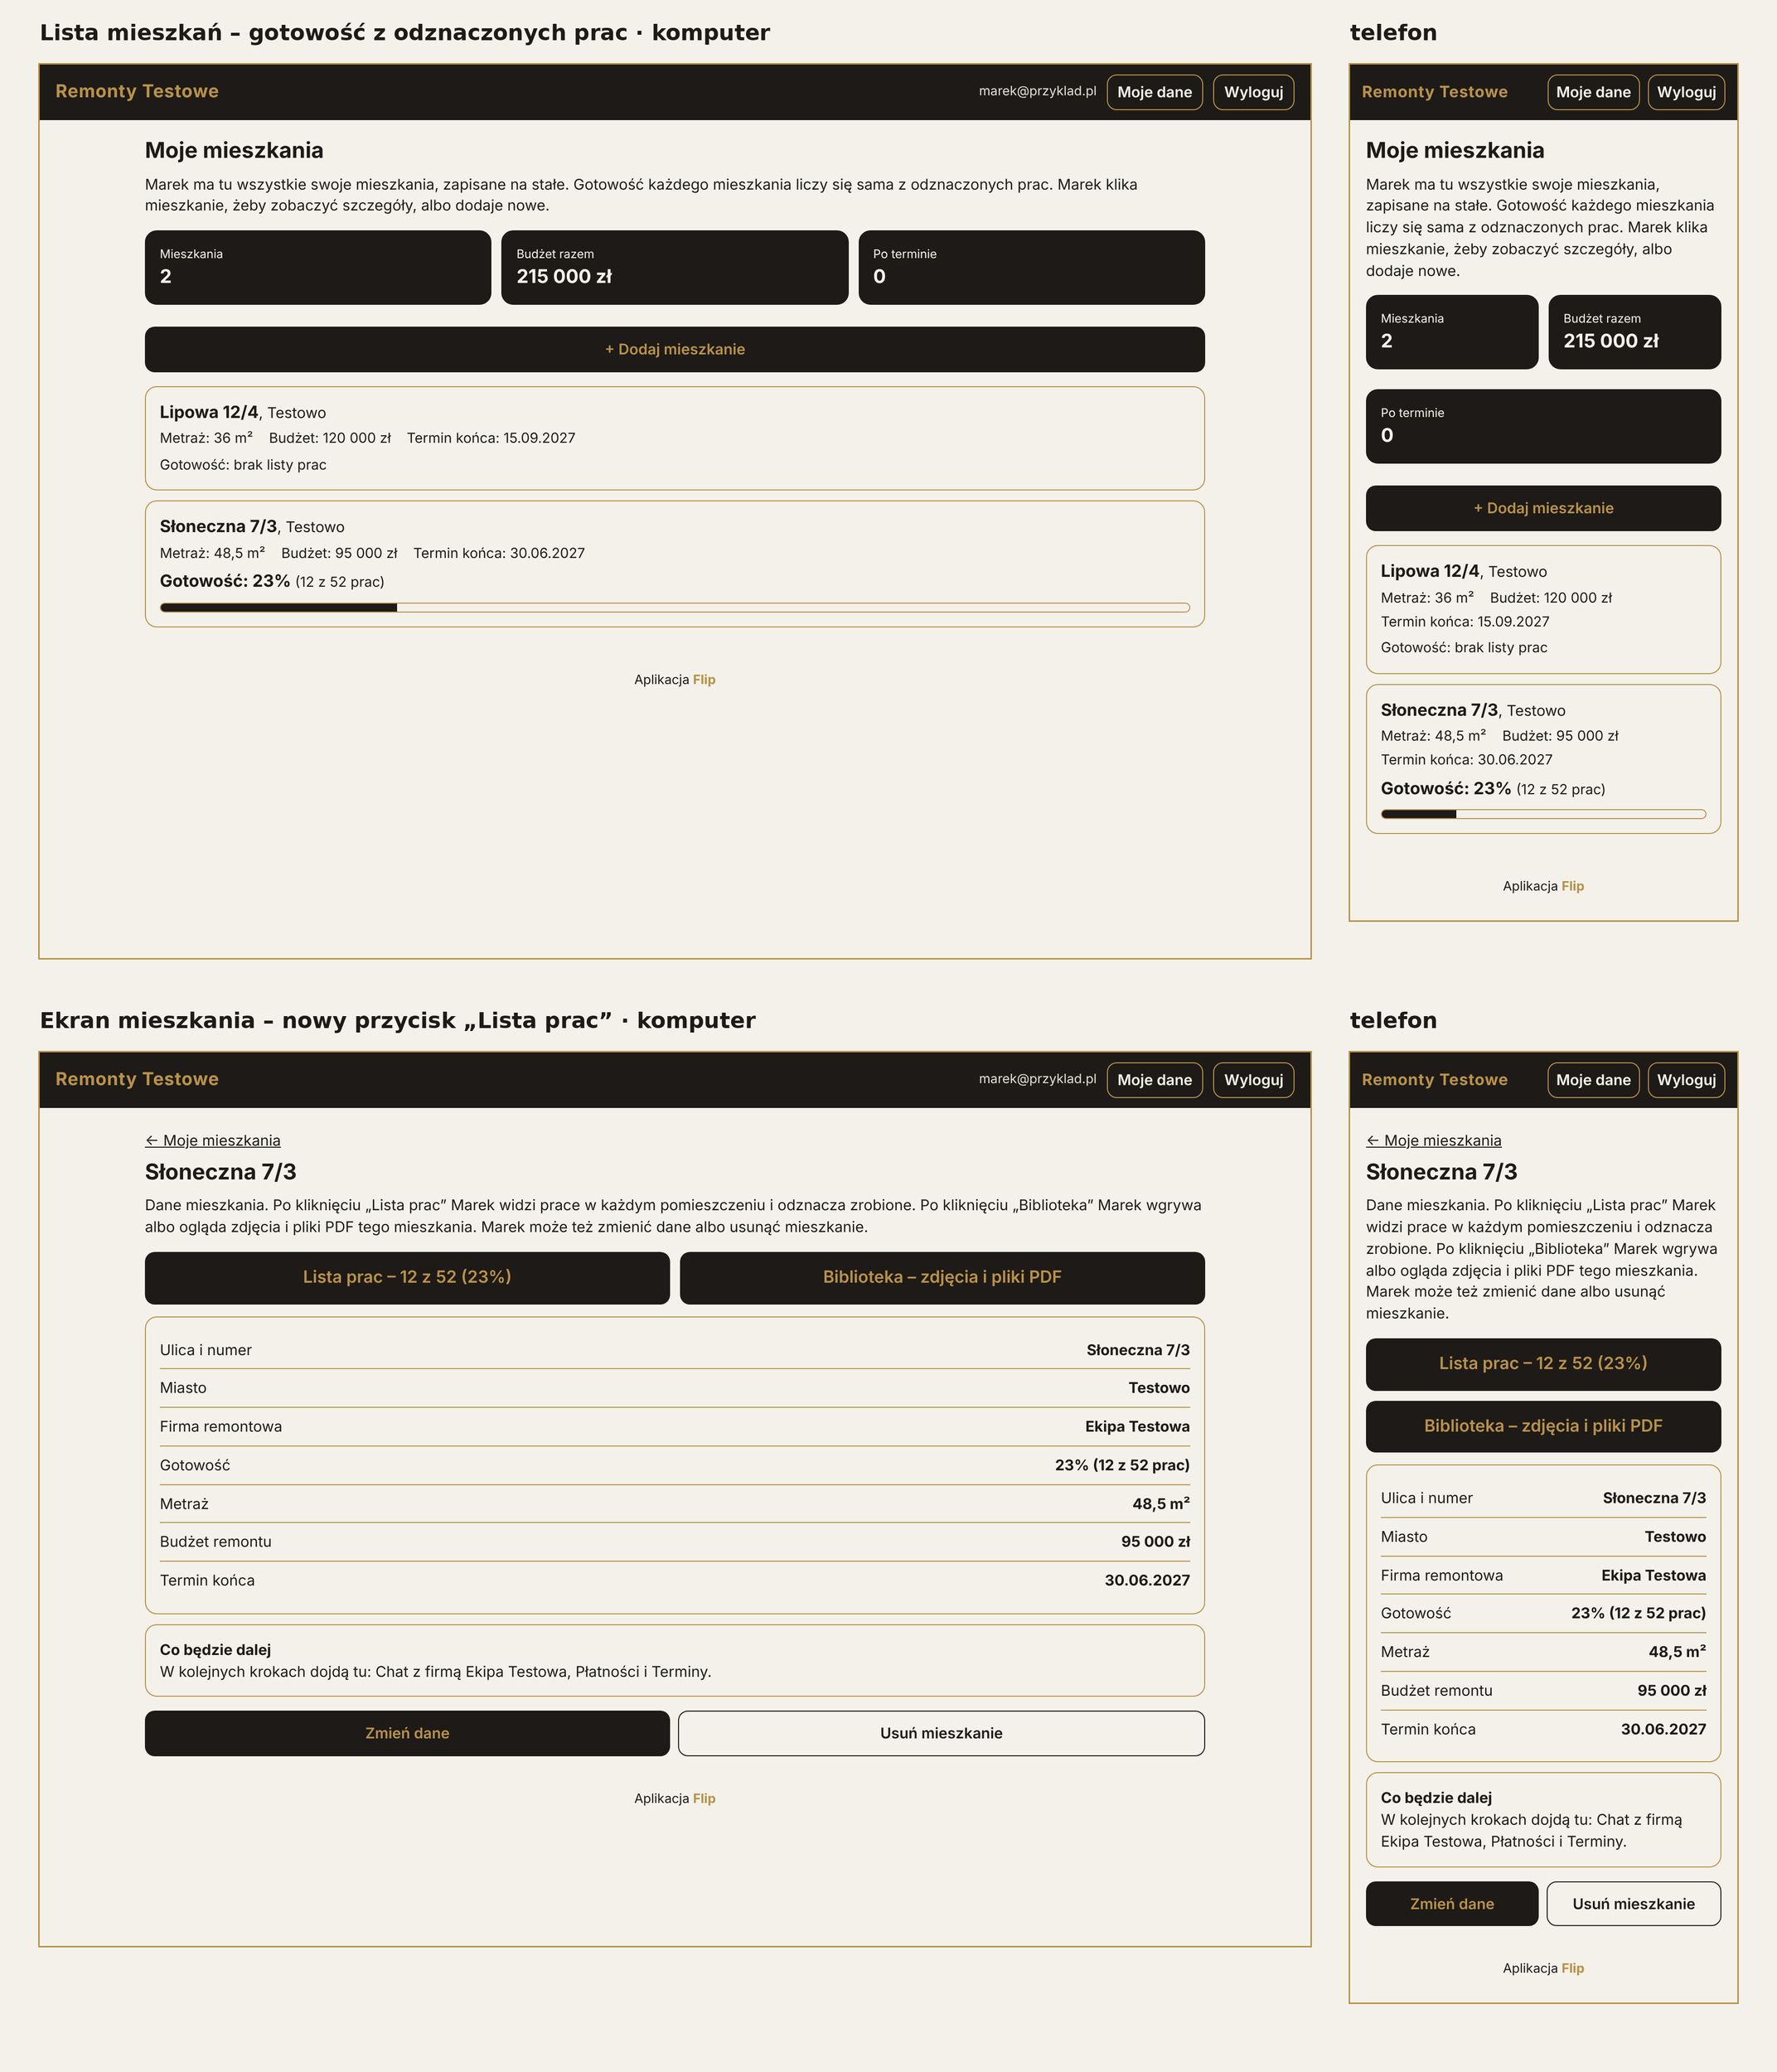 Lista mieszkań – gotowość z odznaczonych prac · komputer
Remonty Testowe
marek@przyklad.pl
Moje dane
Wyloguj
Moje mieszkania
Marek ma tu wszystkie swoje mieszkania, zapisane na stałe. Gotowość każdego mieszkania liczy się sama z odznaczonych prac. Marek klika
mieszkanie, żeby zobaczyć szczegóły, albo dodaje nowe.
Mieszkania
2
Budżet razem
215 000 zł
Po terminie
0
+ Dodaj mieszkanie
Lipowa 12/4, Testowo
Metraż: 36 m² Budżet: 120 000 zł Termin końca: 15.09.2027
Gotowość: brak listy prac
Słoneczna 7/3, Testowo
Metraż: 48,5 m² Budżet: 95 000 zł Termin końca: 30.06.2027
Gotowość: 23% (12 z 52 prac)
Aplikacja Flip
telefon
Remonty Testowe
Moje dane
Wyloguj
Moje mieszkania
Marek ma tu wszystkie swoje mieszkania,
zapisane na stałe. Gotowość każdego mieszkania
liczy się sama z odznaczonych prac. Marek klika
mieszkanie, żeby zobaczyć szczegóły, albo
dodaje nowe.
Mieszkania
2
Budżet razem
215 000 zł
Po terminie
0
+ Dodaj mieszkanie
Lipowa 12/4, Testowo
Metraż: 36 m² Budżet: 120 000 zł
Termin końca: 15.09.2027
Gotowość: brak listy prac
Słoneczna 7/3, Testowo
Metraż: 48,5 m² Budżet: 95 000 zł
Termin końca: 30.06.2027
Gotowość: 23% (12 z 52 prac)
Aplikacja Flip
Ekran mieszkania – nowy przycisk „Lista prac” · komputer
Remonty Testowe
marek@przyklad.pl
Moje dane
Wyloguj
← Moje mieszkania
Słoneczna 7/3
Dane mieszkania. Po kliknięciu „Lista prac” Marek widzi prace w każdym pomieszczeniu i odznacza zrobione. Po kliknięciu „Biblioteka” Marek wgrywa
albo ogląda zdjęcia i pliki PDF tego mieszkania. Marek może też zmienić dane albo usunąć mieszkanie.
Lista prac – 12 z 52 (23%)
Biblioteka – zdjęcia i pliki PDF
Ulica i numer Słoneczna 7/3
Miasto Testowo
Firma remontowa Ekipa Testowa
Gotowość 23% (12 z 52 prac)
Metraż 48,5 m²
Budżet remontu 95 000 zł
Termin końca 30.06.2027
Co będzie dalej
W kolejnych krokach dojdą tu: Chat z firmą Ekipa Testowa, Płatności i Terminy.
Zmień dane
Usuń mieszkanie
Aplikacja Flip
telefon
Remonty Testowe
Moje dane
Wyloguj
← Moje mieszkania
Słoneczna 7/3
Dane mieszkania. Po kliknięciu „Lista prac” Marek
widzi prace w każdym pomieszczeniu i odznacza
zrobione. Po kliknięciu „Biblioteka” Marek wgrywa
albo ogląda zdjęcia i pliki PDF tego mieszkania.
Marek może też zmienić dane albo usunąć
mieszkanie.
Lista prac – 12 z 52 (23%)
Biblioteka – zdjęcia i pliki PDF
Ulica i numer Słoneczna 7/3
Miasto Testowo
Firma remontowa Ekipa Testowa
Gotowość 23% (12 z 52 prac)
Metraż 48,5 m²
Budżet remontu 95 000 zł
Termin końca 30.06.2027
Co będzie dalej
W kolejnych krokach dojdą tu: Chat z firmą
Ekipa Testowa, Płatności i Terminy.
Zmień dane
Usuń mieszkanie
Aplikacja Flip